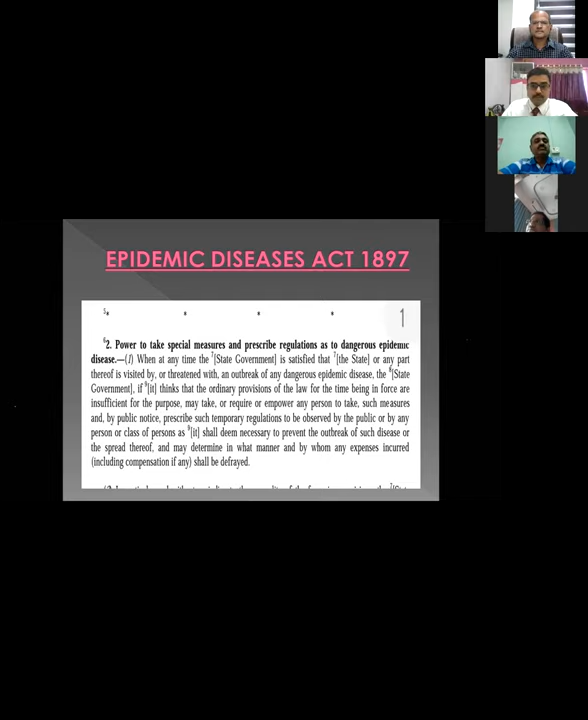 EPIDEMIC DISEASES ACT 1897
5* * * *
1
6 2. Power to take special measures and prescribe regulations as to dangerous epidemic
disease.—(1) When at any time the 7[State Government] is satisfied that 7[the State] or any part
thereof is visited by, or threatened with, an outbreak of any dangerous epidemic disease, the 8[State
Government], if 9[it] thinks that the ordinary provisions of the law for the time being in force are
insufficient for the purpose, may take, or require or empower any person to take, such measures
and, by public notice, prescribe such temporary regulations to be observed by the public or by any
person or class of persons as 9[it] shall deem necessary to prevent the outbreak of such disease or
the spread thereof, and may determine in what manner and by whom any expenses incurred
(including compensation if any) shall be defrayed.